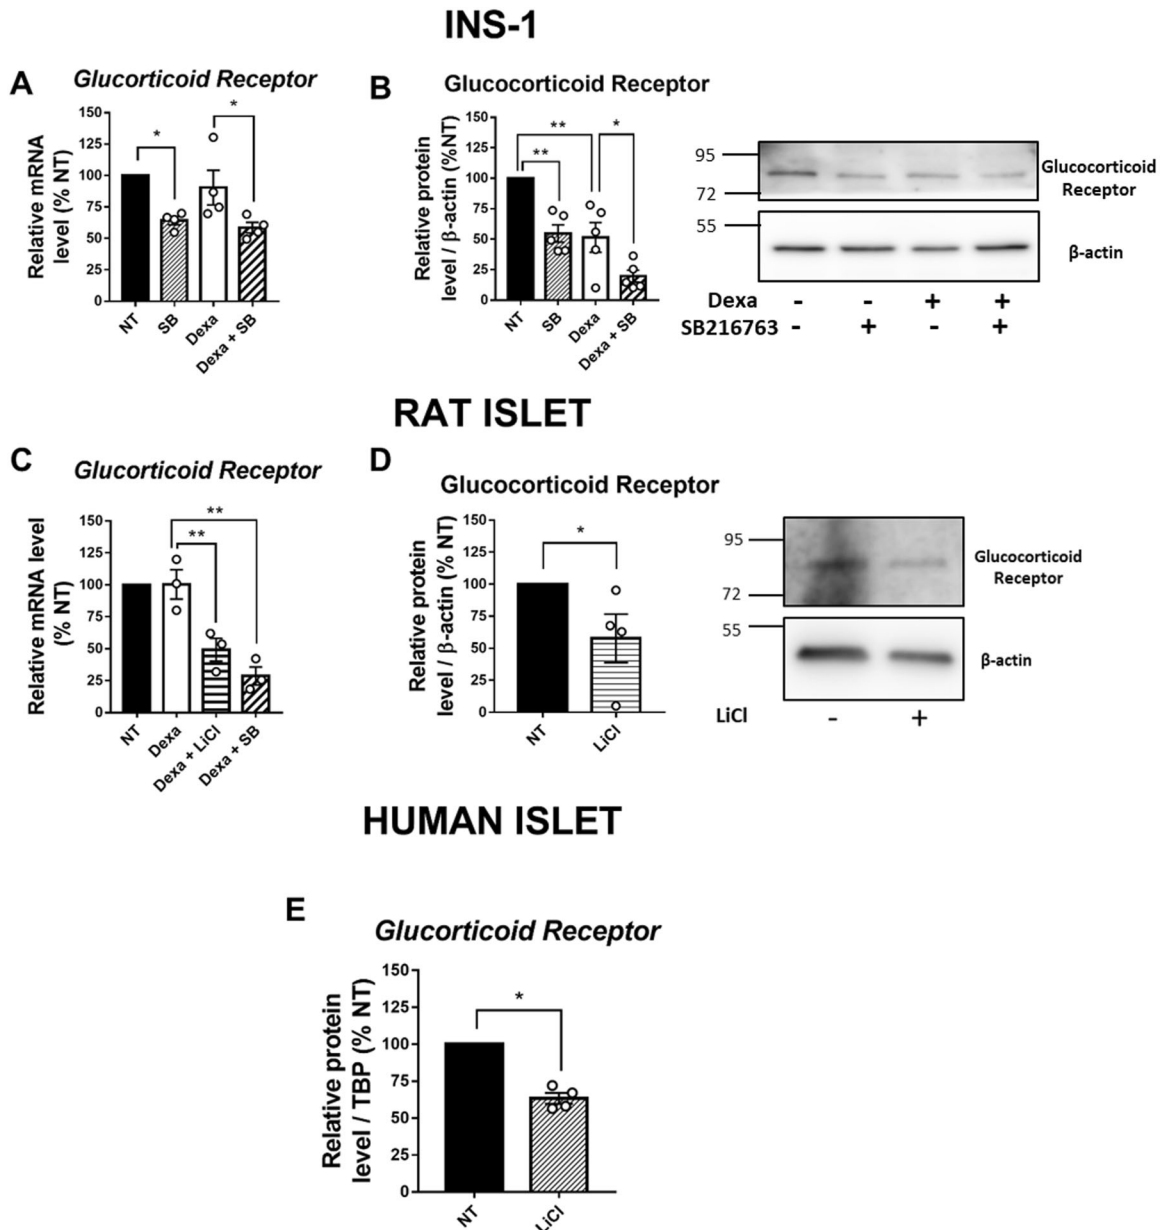 INS-1
A
Glucorticoid Receptor
Relative mRNA
level (% NT)
150
125
100
75
50
25
0
*
*
NT
SB
Dexa
Dexa + SB
B
Glucocorticoid Receptor
Relative protein
level / β-actin (%NT)
150
125
100
75
50
25
0
**
**
*
NT
SB
Dexa
Dexa + SB
95
72
55
Glucocorticoid
Receptor
β-actin
Dexa - - + +
SB216763 - + - +
RAT ISLET
C
Glucorticoid Receptor
Relative mRNA level
(% NT)
150
125
100
75
50
25
0
**
**
NT
Dexa
Dexa + LiCl
Dexa + SB
D
Glucocorticoid Receptor
Relative protein
level / β-actin (% NT)
150
125
100
75
50
25
0
*
NT
LiCl
95
72
55
Glucocorticoid
Receptor
β-actin
LiCl - +
HUMAN ISLET
E
Glucorticoid Receptor
Relative protein
level / TBP (% NT)
150
100
75
50
25
0
*
NT
LiCl